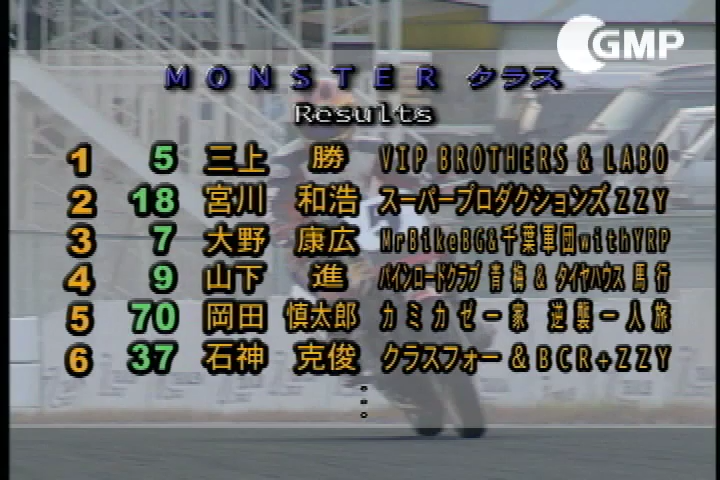 GMP
MONSTER クラス
Results
1 5 三上 勝 VIP BROTHERS & LABO
2 18 宮川 和浩 スーパープロダクションズZZY
3 7 大野 康広 MrBikeBG&千葉軍団withYRP
4 9 山下 進 パインロードクラブ 青梅 & タイヤハウス 馬行
5 70 岡田 慎太郎 カミカゼ一家 逆襲一人旅
6 37 石神 克俊 クラスフォー&BCR+ZZY